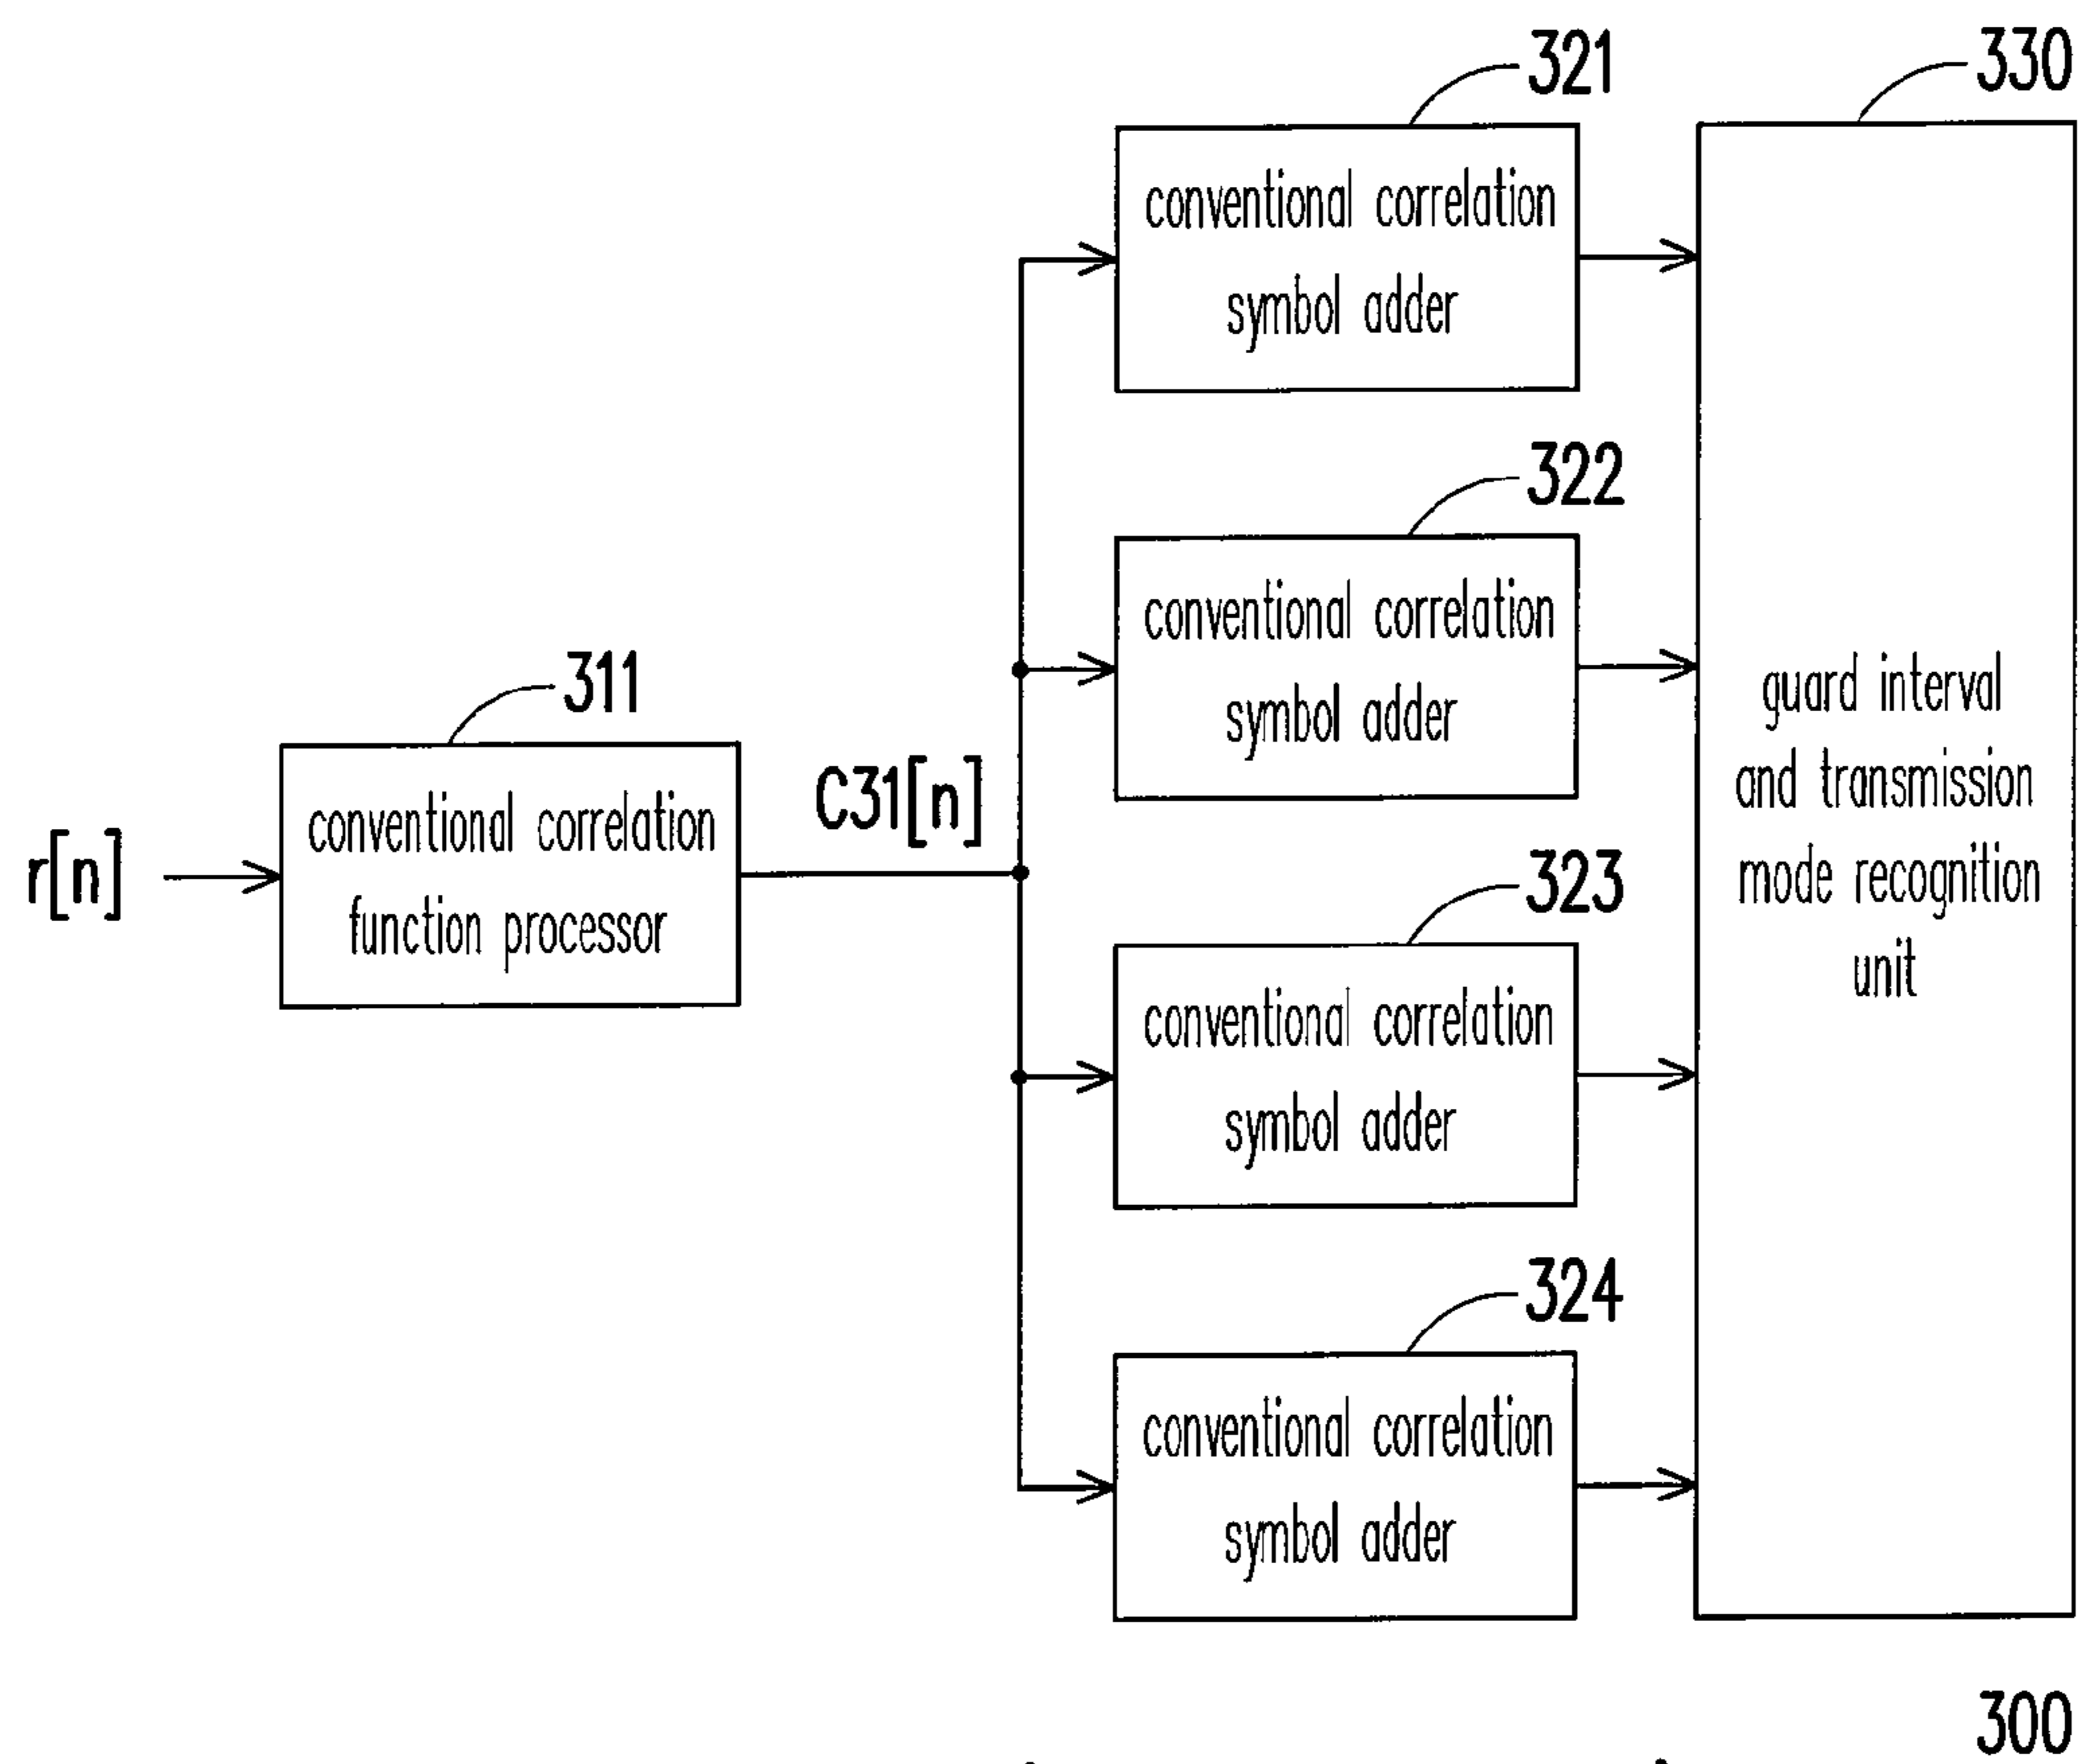 321
330
conventional correlation
symbol adder
322
conventional correlation
symbol adder
311
conventional correlation
function processor
r[n]
C31[n]
guard interval
and transmission
mode recognition
unit
323
conventional correlation
symbol adder
324
conventional correlation
symbol adder
300